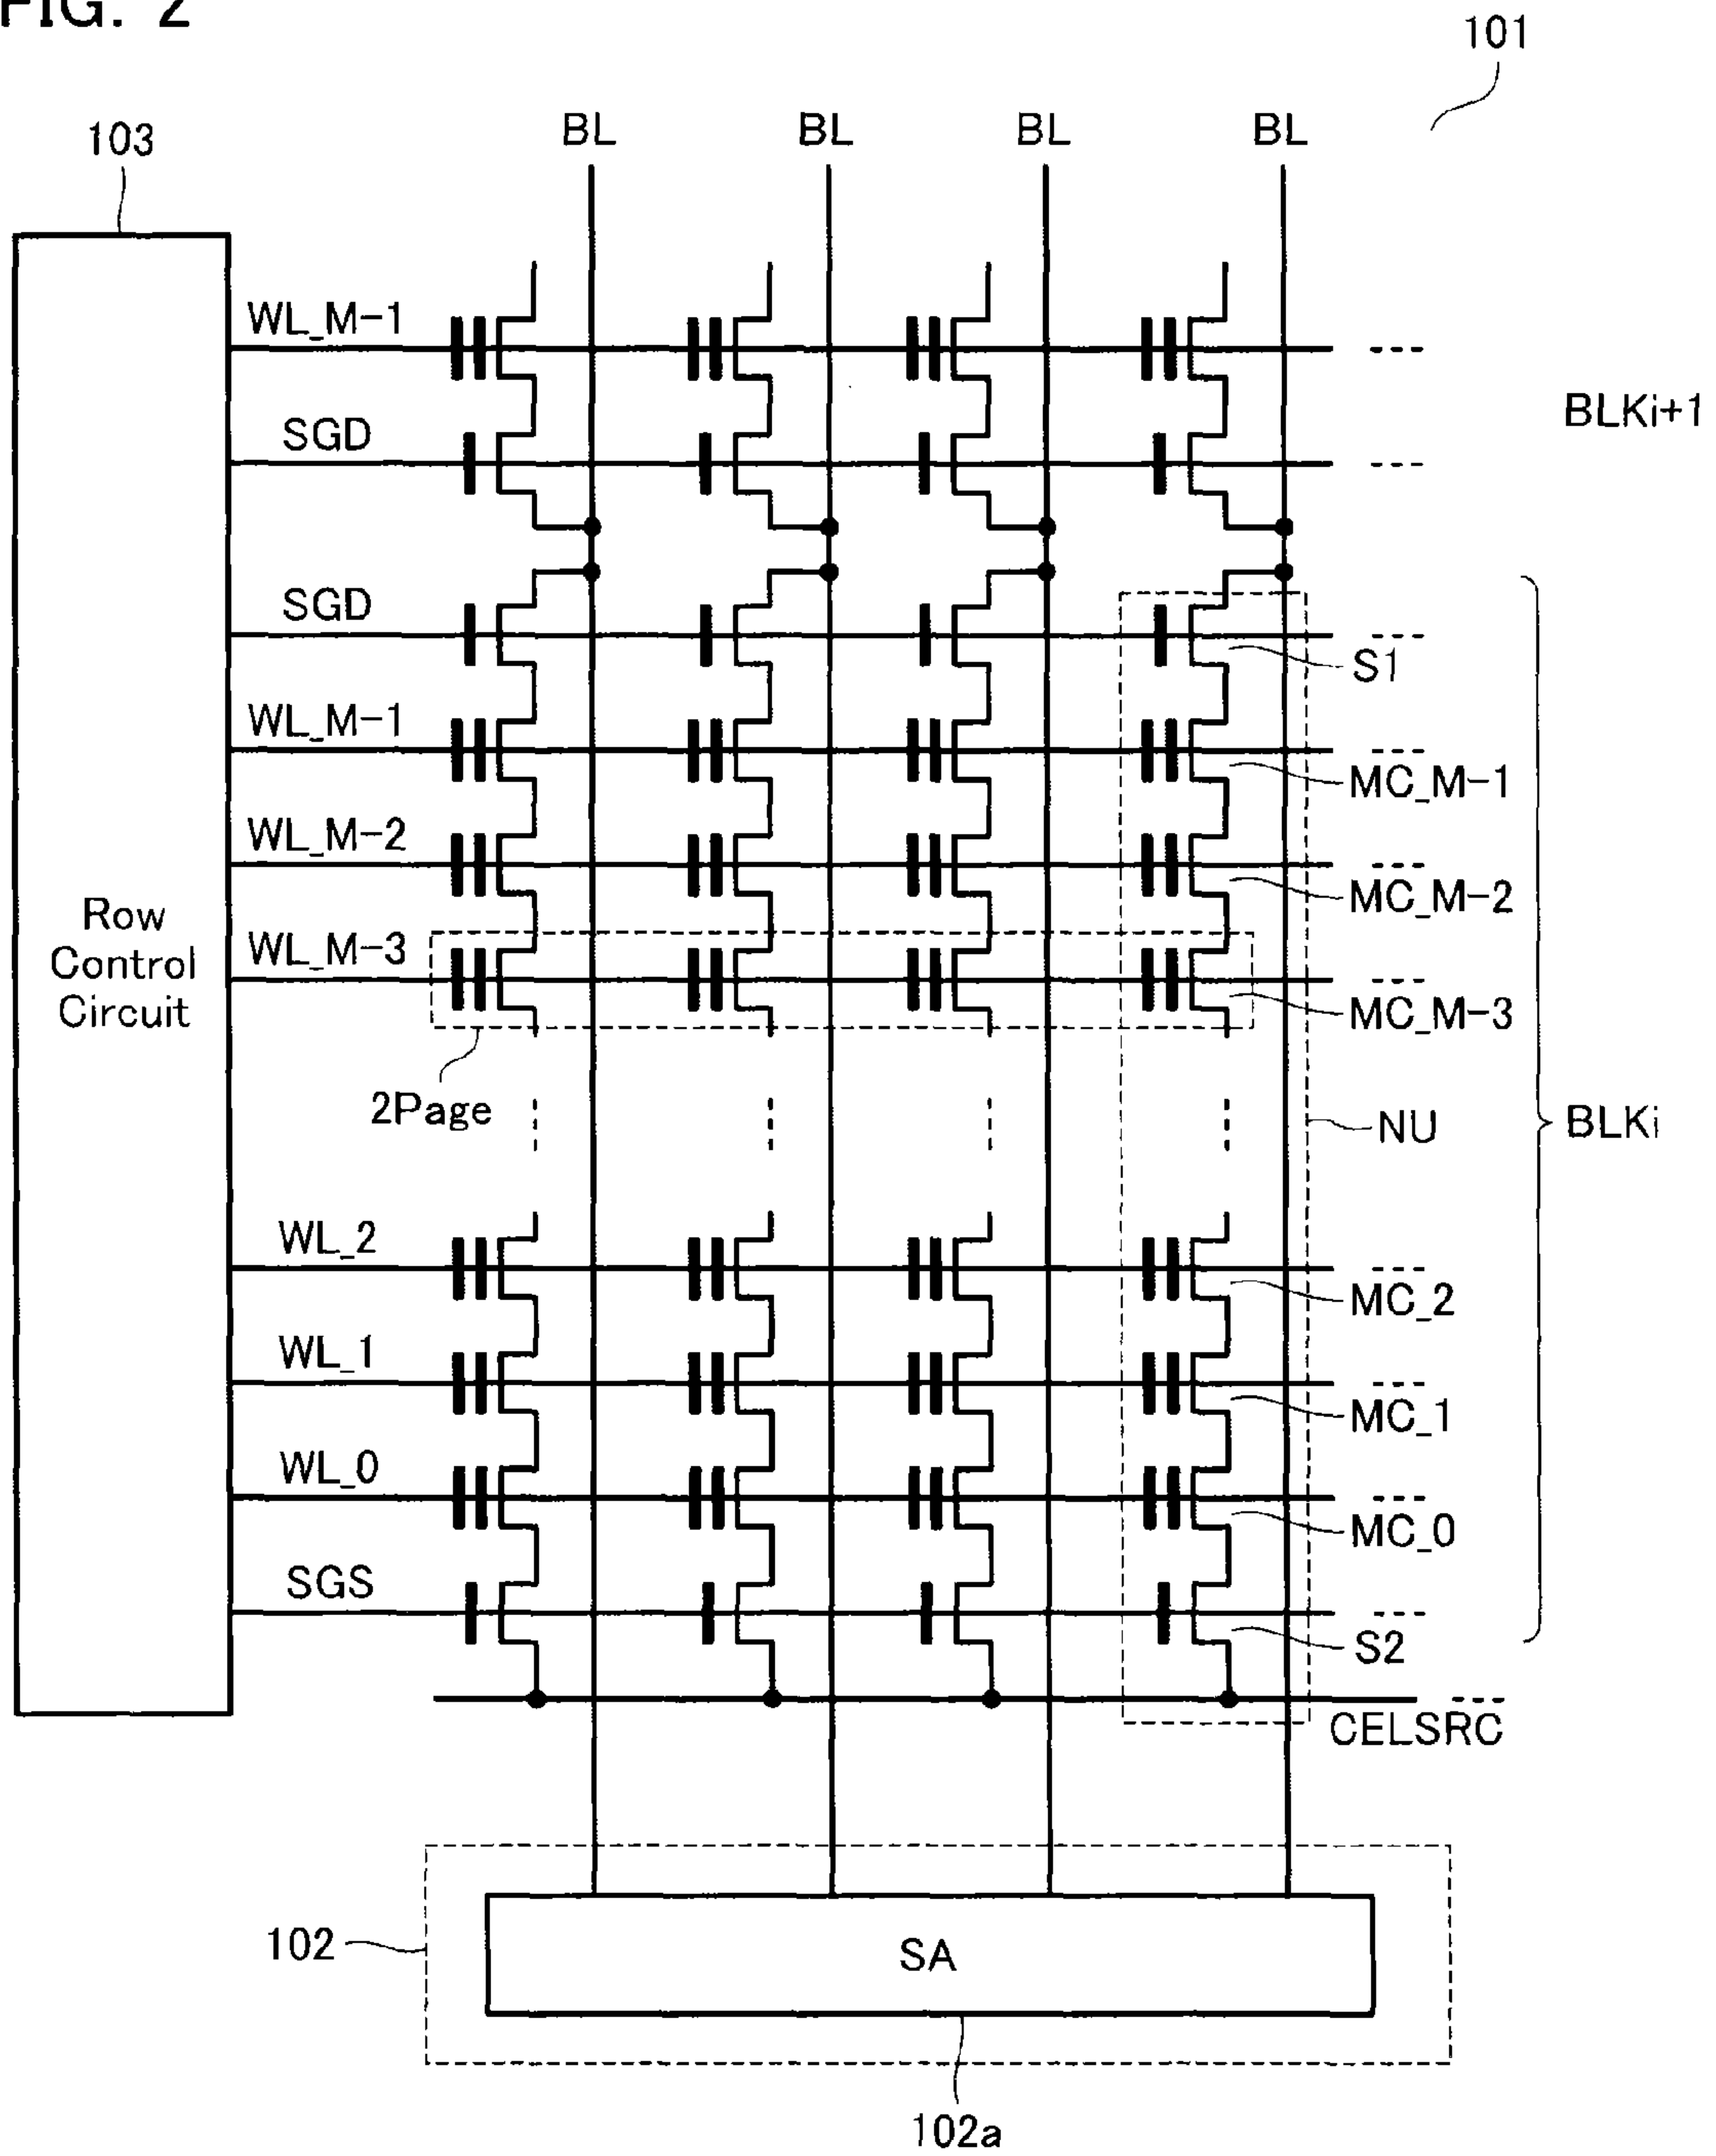 FIG. 2
101
103
BL BL BL BL
WL_M-1
BLKi+1
SGD
SGD
S1
WL_M-1
MC_M-1
WL_M-2
MC_M-2
Row
Control
Circuit
WL_M-3
MC_M-3
2Page
NU
BLKi
WL_2
MC_2
WL_1
MC_1
WL_0
MC_0
SGS
S2
CELSRC
102
SA
102a